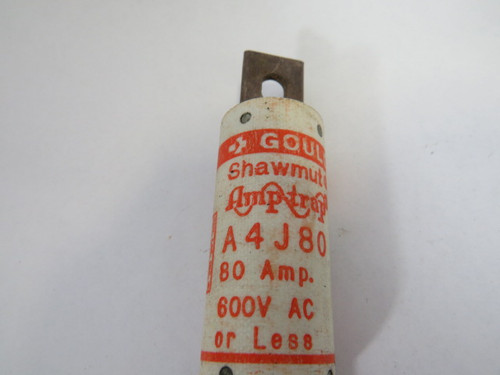 GOUL
Shawmut
Amp-trap
A4J80
80 Amp.
600V AC
or Less